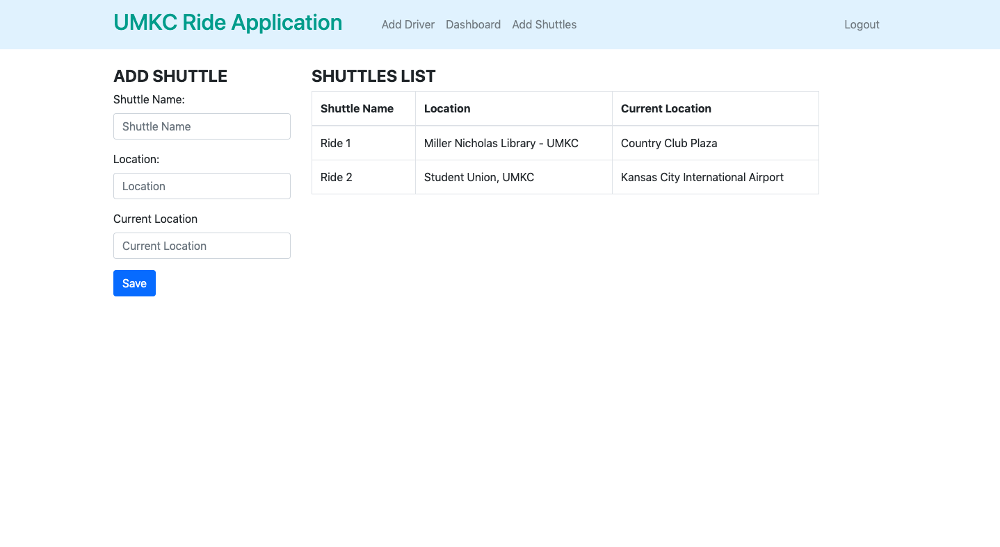 UMKC Ride Application Add Driver Dashboard Add Shuttles Logout
ADD SHUTTLE
Shuttle Name:
Shuttle Name
Location:
Location
Current Location
Current Location
Save
SHUTTLES LIST
Shuttle Name Location Current Location
Ride 1 Miller Nicholas Library - UMKC Country Club Plaza
Ride 2 Student Union, UMKC Kansas City International Airport